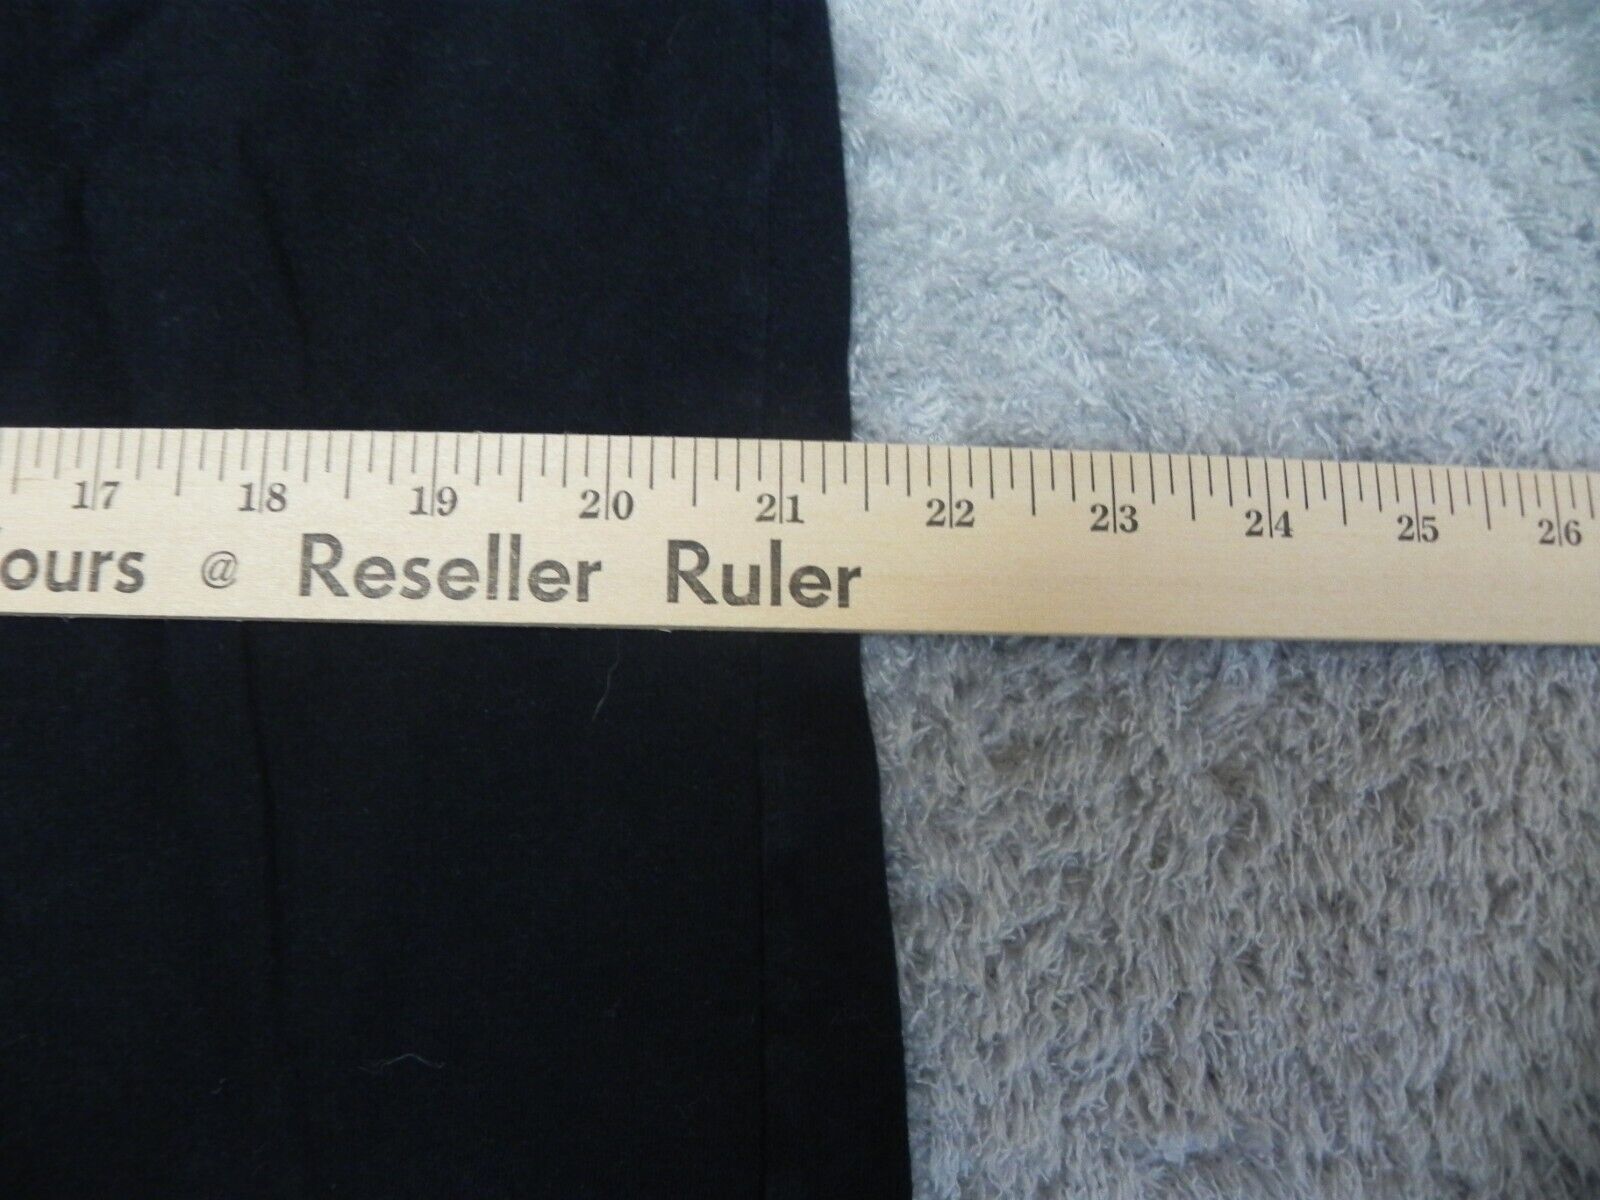 17 18 19 20 21 22 23 24 25 26
ours @ Reseller Ruler